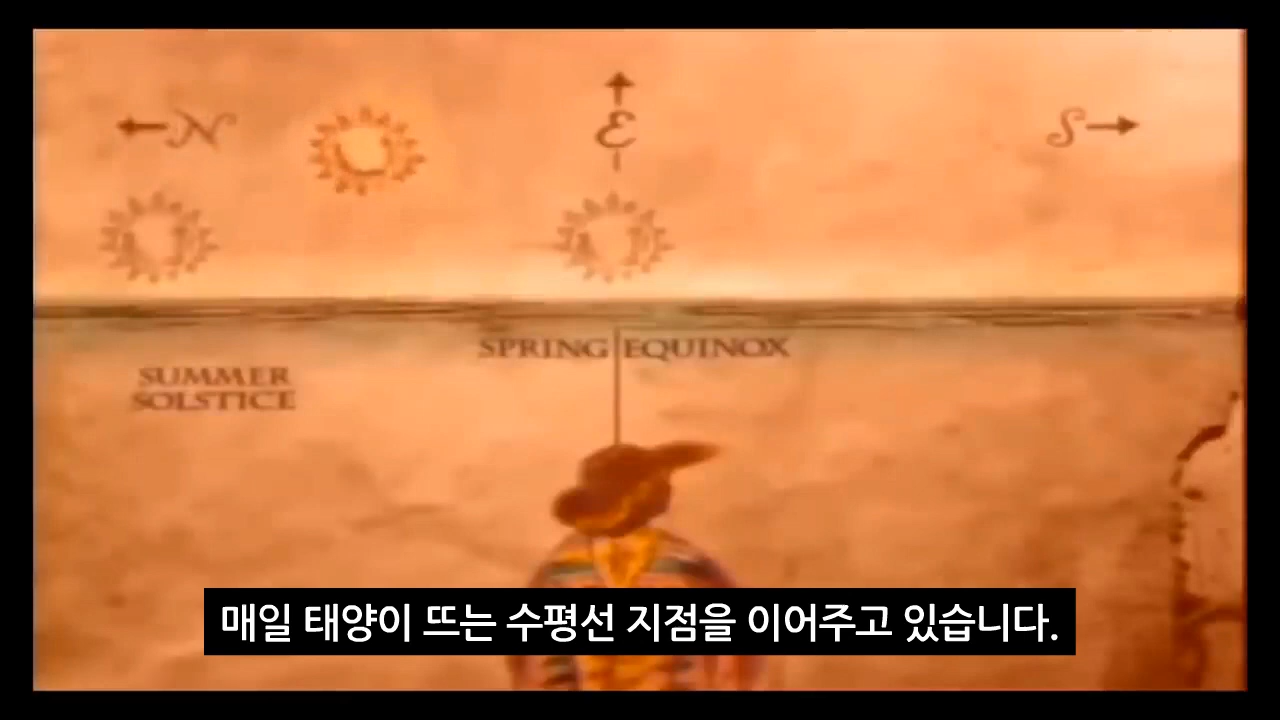 N
E
S
SPRING EQUINOX
SUMMER
SOLSTICE
매일 태양이 뜨는 수평선 지점을 이어주고 있습니다.